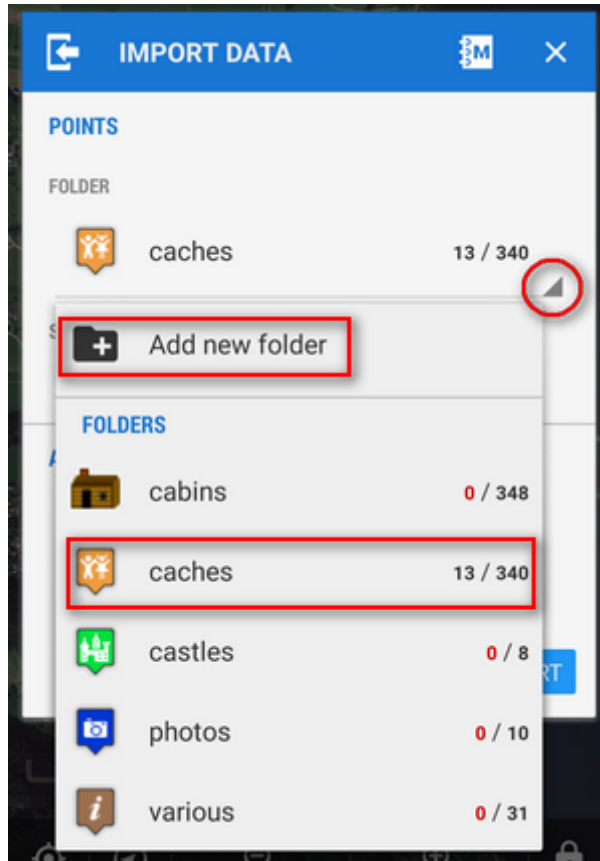 IMPORT DATA M
POINTS
FOLDER
caches 13 / 340
S
Add new folder
FOLDERS
A
cabins 0 / 348
caches 13 / 340
castles 0 / 8
RT
photos 0 / 10
i various 0 / 31